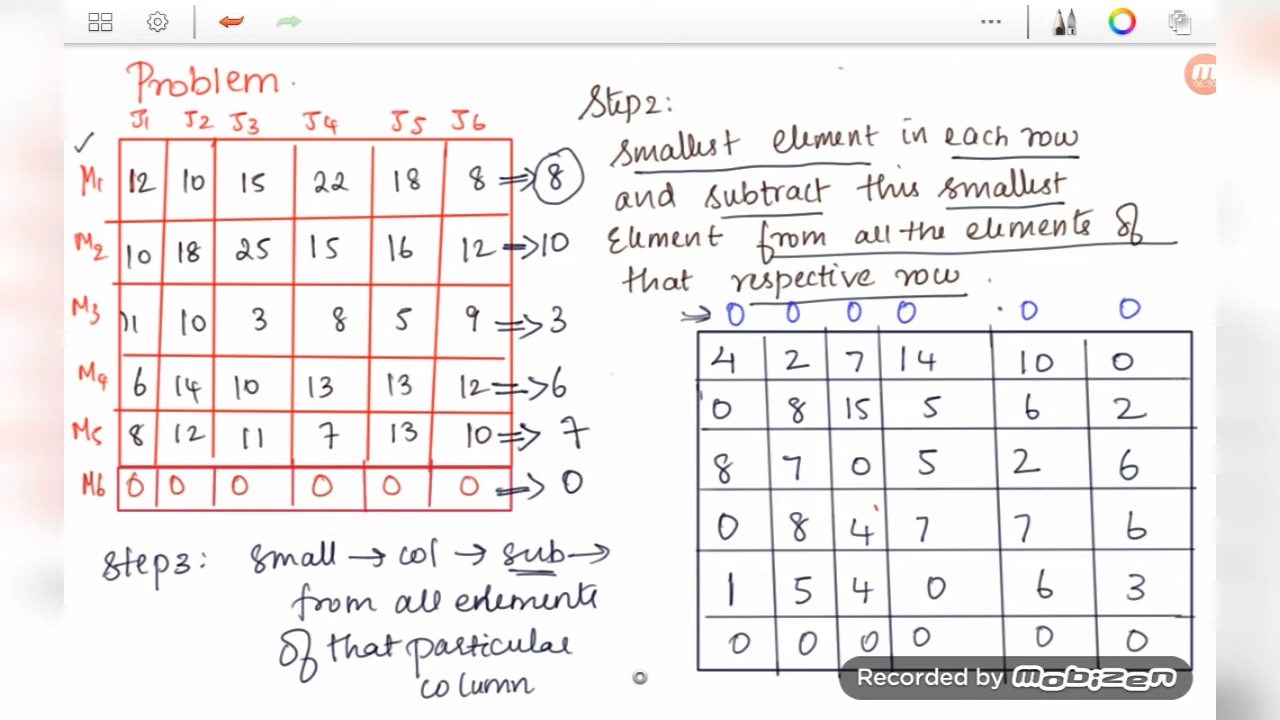 Problem.
J1 J2 J3 J4 J5 J6
M1 12 10 15 22 18 8 => 8
M2 10 18 25 15 16 12 => 10
M3 11 10 3 8 5 9 => 3
M4 6 14 10 13 13 12 => 6
M5 8 12 11 7 13 10 => 7
M6 0 0 0 0 0 0 => 0
Step2:
Smallest element in each row
and subtract this smallest
Element from all the elements of
that respective row.
→ 0 0 0 0 0 0
4 2 7 14 10 0
0 8 15 5 6 2
8 7 0 5 2 6
0 8 4 7 7 6
1 5 4 0 6 3
0 0 0 0 0 0
Step3: Small → col → sub →
from all elements
of that particular
column
Recorded by mobizen